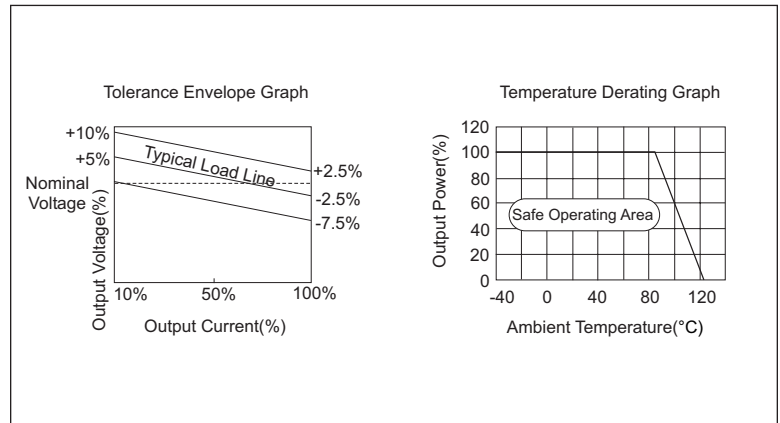 Tolerance Envelope Graph
+10%
+5%
Nominal
Voltage
Output Voltage(%)
Typical Load Line
+2.5%
-2.5%
-7.5%
10%
50%
100%
Output Current(%)
Temperature Derating Graph
Output Power(%)
120
100
80
60
40
20
0
Safe Operating Area
-40
0
40
80
120
Ambient Temperature(°C)